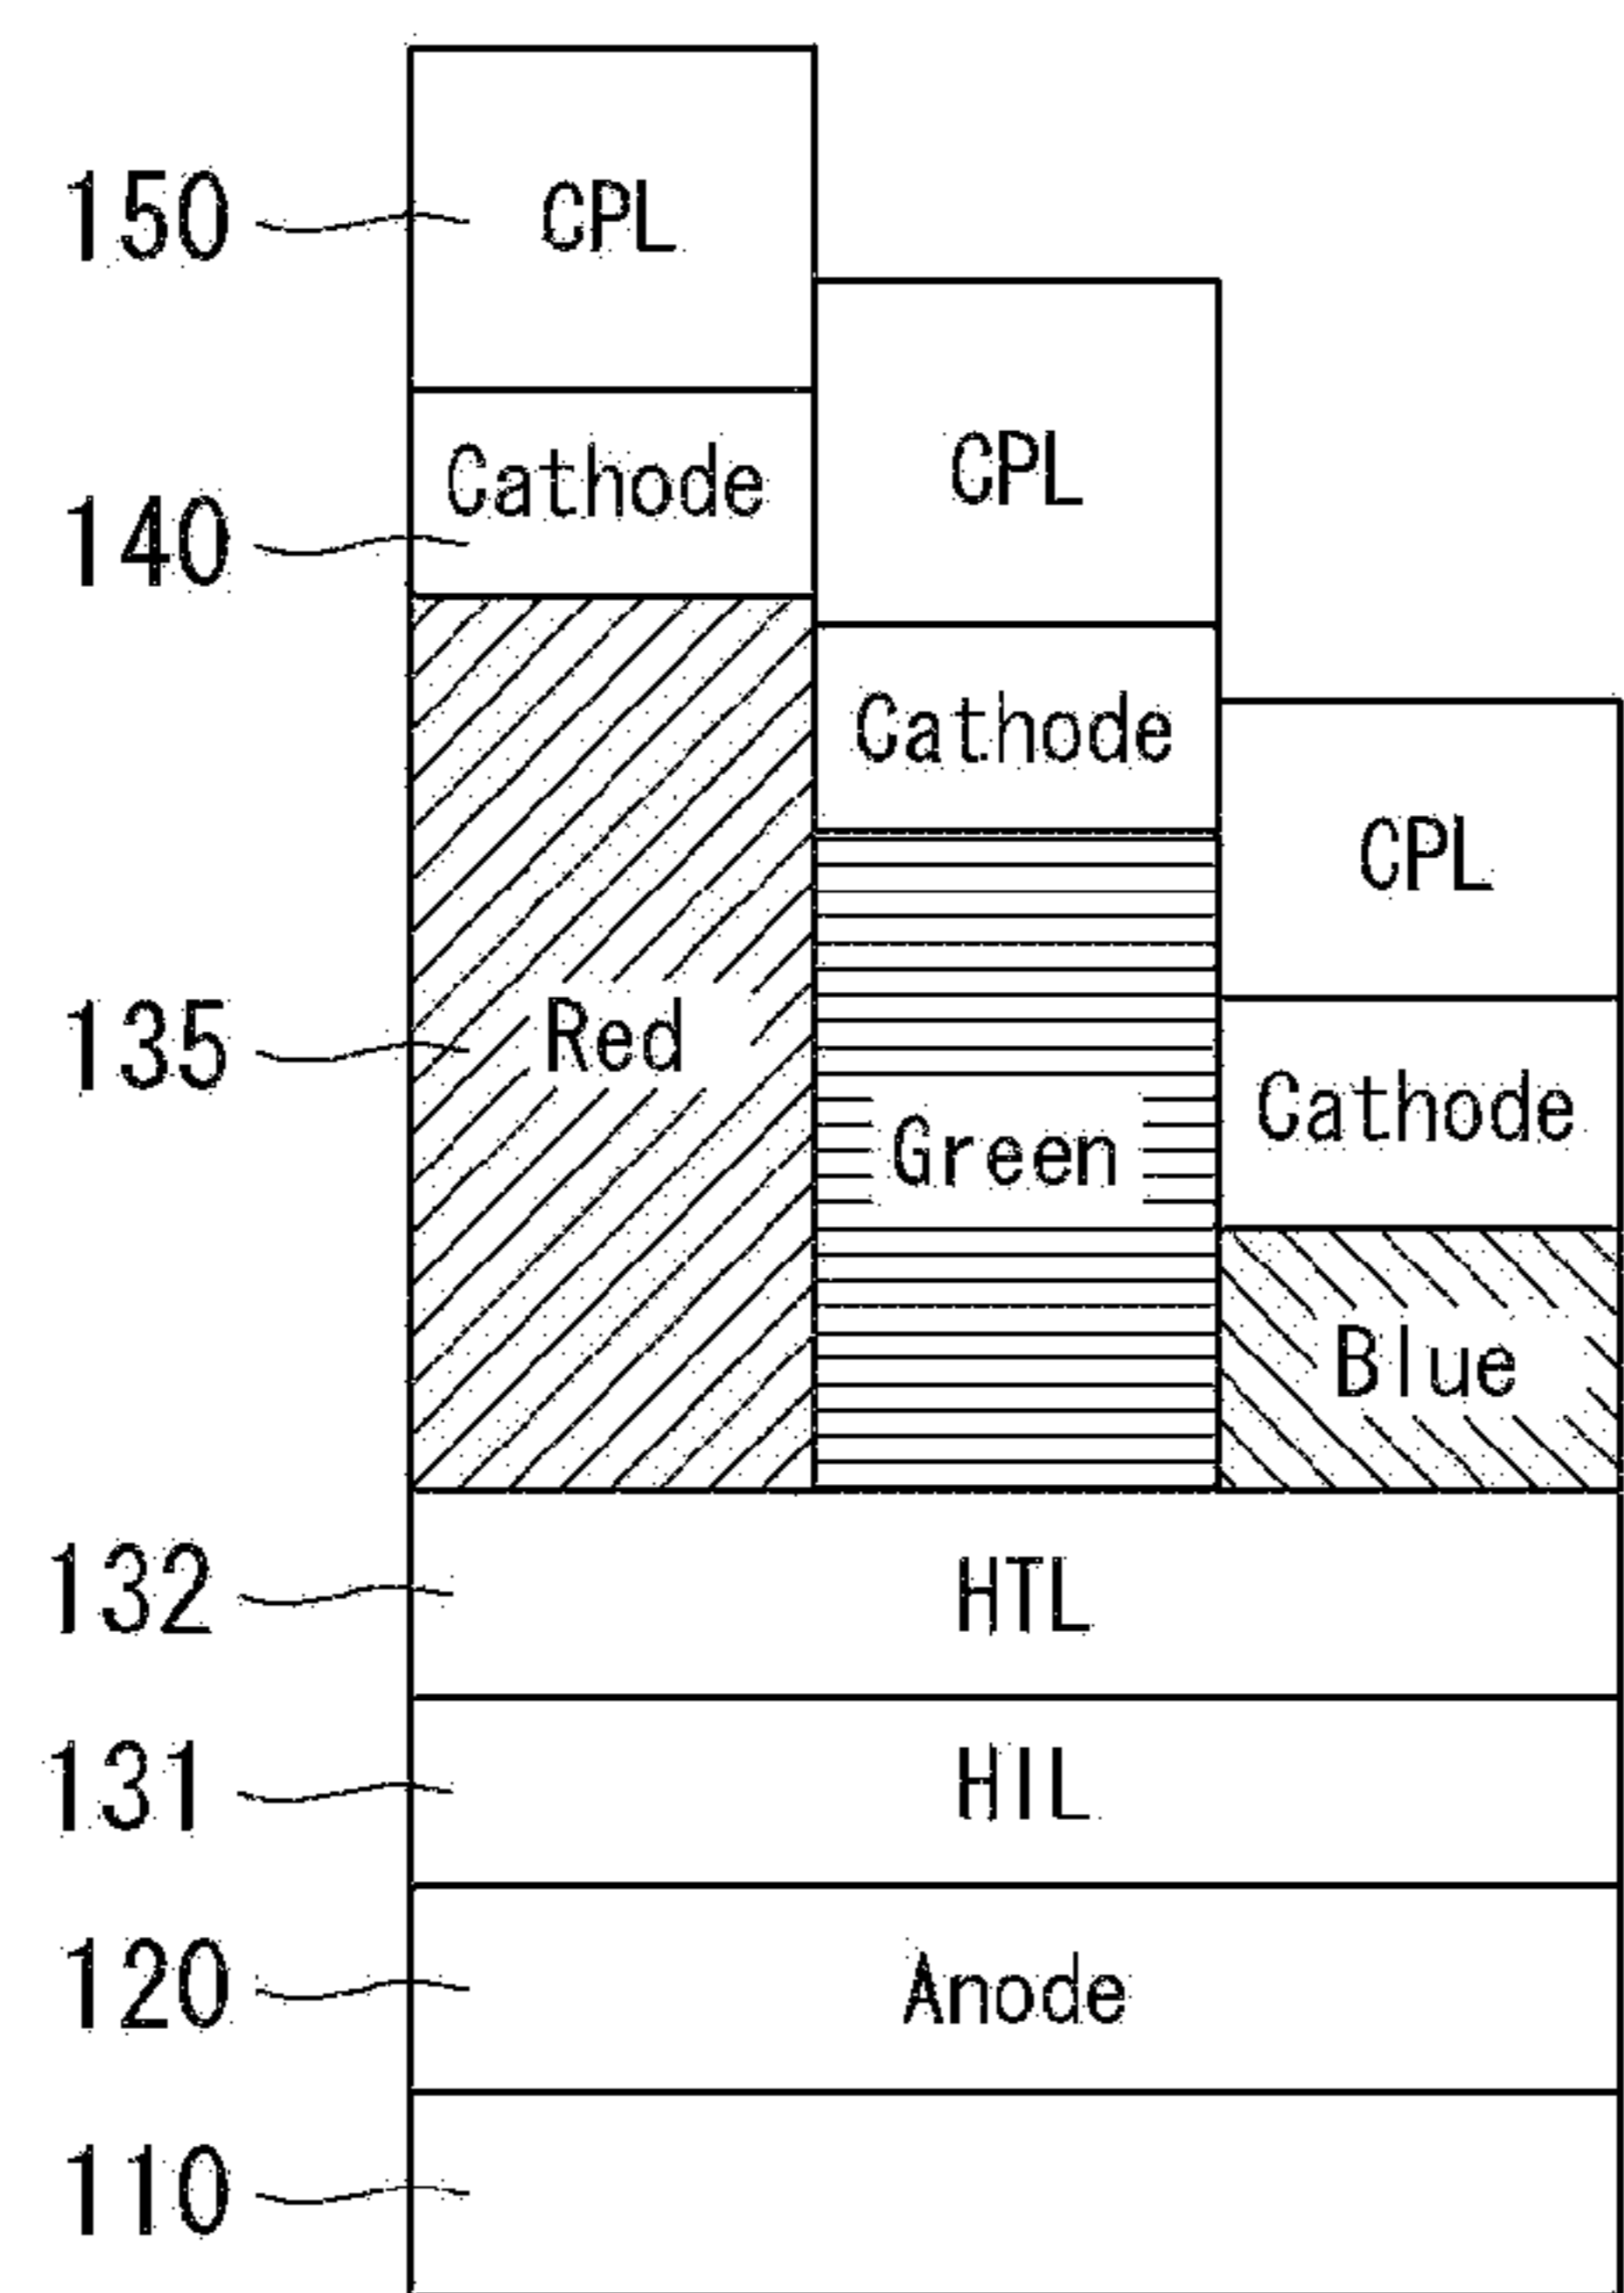 150 CPL
140 Cathode CPL
Cathode
CPL
135 Red
Green Cathode
Blue
132 HTL
131 HIL
120 Anode
110